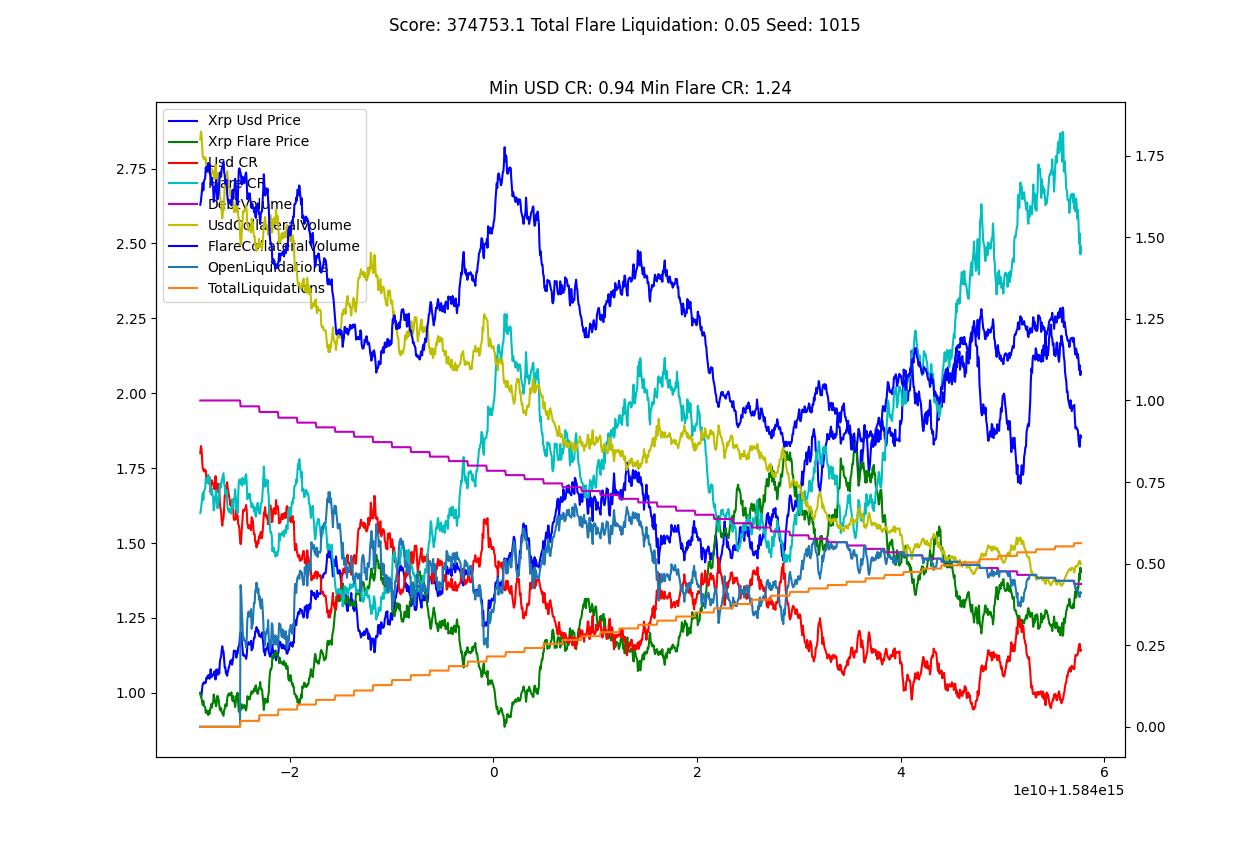 Score: 374753.1 Total Flare Liquidation: 0.05 Seed: 1015
Min USD CR: 0.94 Min Flare CR: 1.24
Xrp Usd Price
Xrp Flare Price
Usd CR
Flare CR
DebtVolume
UsdCollateralVolume
FlareCollateralVolume
OpenLiquidations
TotalLiquidations
2.75
2.50
2.25
2.00
1.75
1.50
1.25
1.00
1.75
1.50
1.25
1.00
0.75
0.50
0.25
0.00
−2
0
2
4
6
1e10+1.584e15